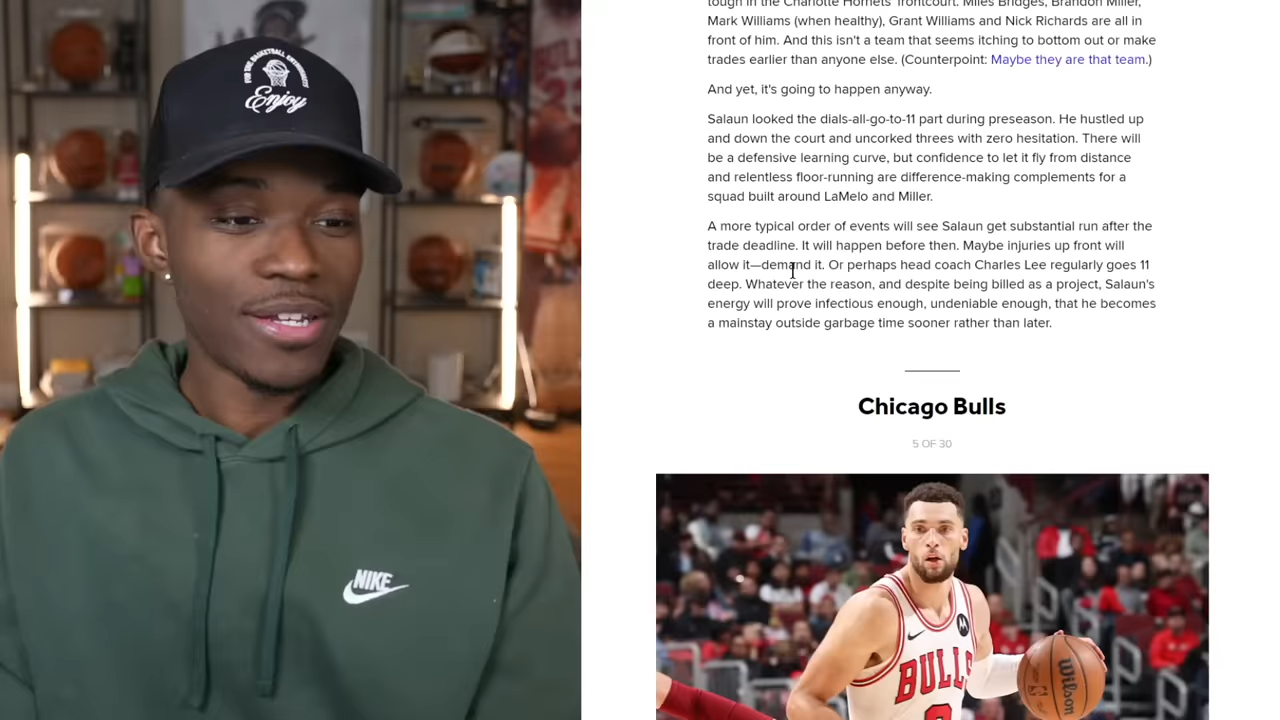 FOR THE BASKETBALL ENTHUSIASTS
Enjoy
NIKE
tough in the Charlotte Hornets' frontcourt. Miles Bridges, Brandon Miller,
Mark Williams (when healthy), Grant Williams and Nick Richards are all in
front of him. And this isn't a team that seems itching to bottom out or make
trades earlier than anyone else. (Counterpoint: Maybe they are that team.)
And yet, it's going to happen anyway.
Salaun looked the dials-all-go-to-11 part during preseason. He hustled up
and down the court and uncorked threes with zero hesitation. There will
be a defensive learning curve, but confidence to let it fly from distance
and relentless floor-running are difference-making complements for a
squad built around LaMelo and Miller.
A more typical order of events will see Salaun get substantial run after the
trade deadline. It will happen before then. Maybe injuries up front will
allow it—demand it. Or perhaps head coach Charles Lee regularly goes 11
deep. Whatever the reason, and despite being billed as a project, Salaun's
energy will prove infectious enough, undeniable enough, that he becomes
a mainstay outside garbage time sooner rather than later.
Chicago Bulls
5 OF 30
BULLS
Wilson